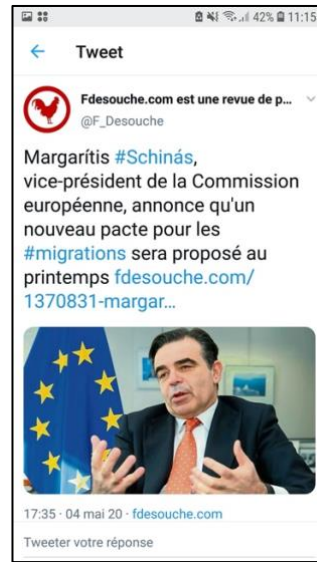 42% 11:15
Tweet
Fdesouche.com est une revue de p...
@F_Desouche
Margarítis #Schinás,
vice-président de la Commission
européenne, annonce qu'un
nouveau pacte pour les
#migrations sera proposé au
printemps fdesouche.com/
1370831-margar...
17:35 · 04 mai 20 · fdesouche.com
Tweeter votre réponse